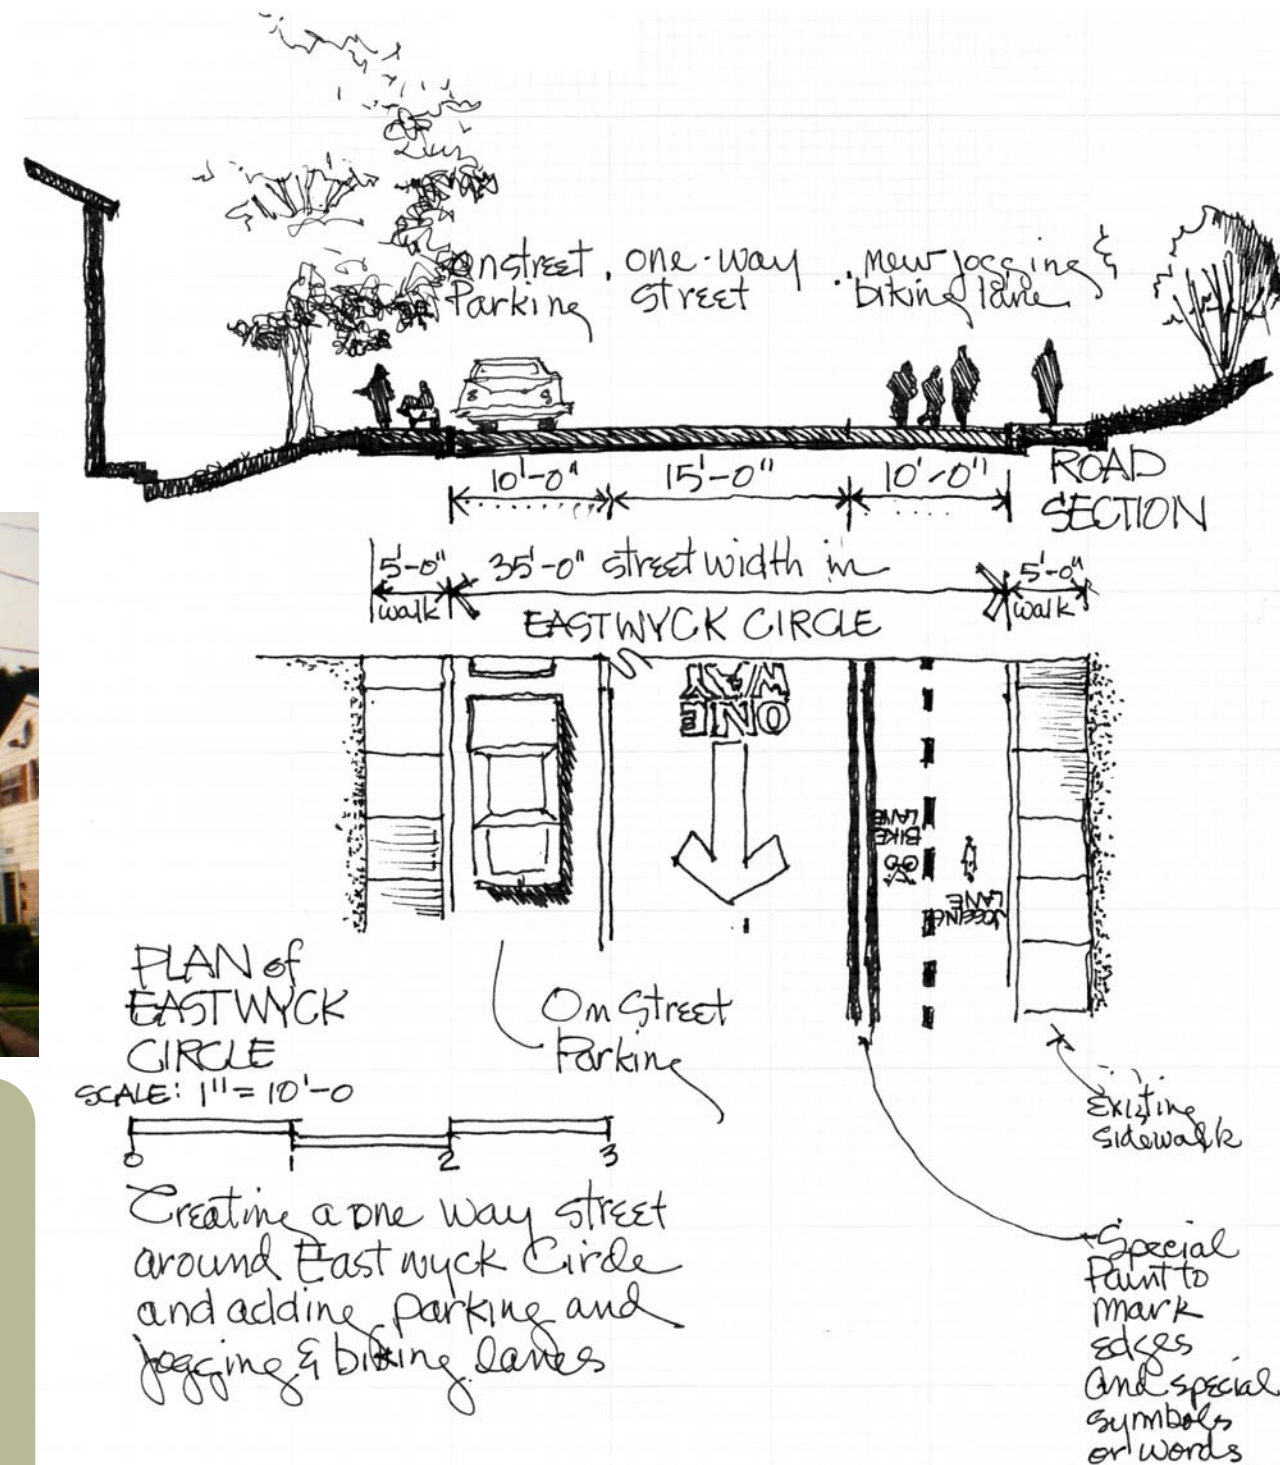 Onstreet
Parking
one-way
street
new jogging &
biking lane
10'-0"
15'-0"
10'-0"
ROAD
SECTION
5'-0"
walk
35'-0" street width in
5'-0"
walk
EASTWYCK CIRCLE
ONE
WAY
BIKE
LANE
JOGGING
LANE
PLAN of
EASTWYCK
CIRCLE
SCALE: 1" = 10'-0
0 1 2 3
On Street
Parking
Existing
Sidewalk
Creating a one way street
around Eastwyck Circle
and adding parking and
jogging & biking lanes
Special
Paint to
mark
edges
and special
symbols
or words